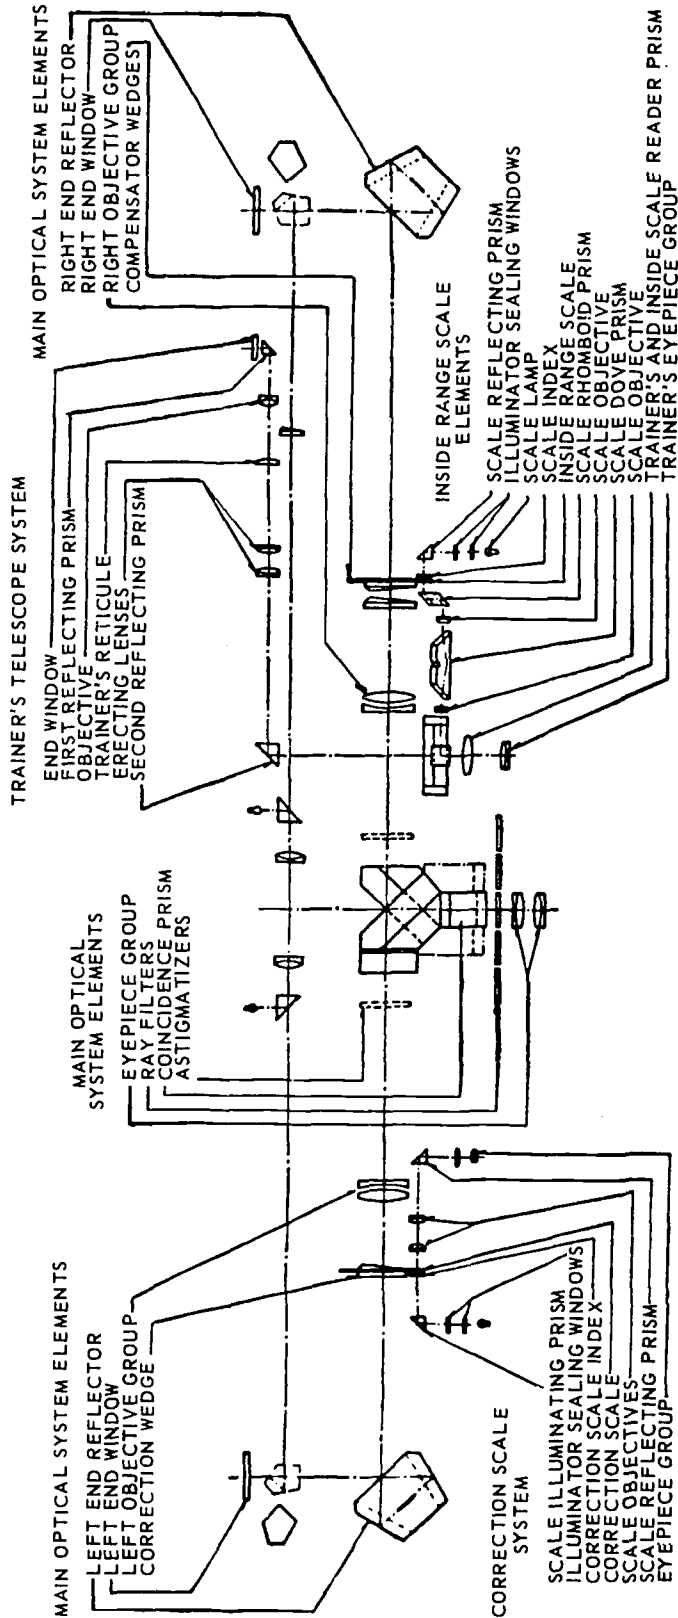 MAIN OPTICAL SYSTEM ELEMENTS
LEFT END REFLECTOR
LEFT END WINDOW
LEFT OBJECTIVE GROUP
CORRECTION WEDGE
CORRECTION SCALE
SYSTEM
SCALE ILLUMINATING PRISM
ILLUMINATOR SEALING WINDOWS
CORRECTION SCALE INDEX
CORRECTION SCALE
SCALE OBJECTIVES
SCALE REFLECTING PRISM
EYEPIECE GROUP
MAIN OPTICAL
SYSTEM ELEMENTS
EYEPIECE GROUP
RAY FILTERS
COINCIDENCE PRISM
ASTIGMATIZERS
TRAINER'S TELESCOPE SYSTEM
END WINDOW
FIRST REFLECTING PRISM
OBJECTIVE
TRAINER'S RETICULE
ERECTING LENSES
SECOND REFLECTING PRISM
MAIN OPTICAL SYSTEM ELEMENTS
RIGHT END REFLECTOR
RIGHT END WINDOW
RIGHT OBJECTIVE GROUP
COMPENSATOR WEDGES
INSIDE RANGE SCALE
ELEMENTS
SCALE REFLECTING PRISM
ILLUMINATOR SEALING WINDOWS
SCALE LAMP
SCALE INDEX
INSIDE RANGE SCALE
SCALE RHOMBOID PRISM
SCALE OBJECTIVE
SCALE DOVE PRISM
SCALE OBJECTIVE
TRAINER'S AND INSIDE SCALE READER PRISM
TRAINER'S EYEPIECE GROUP